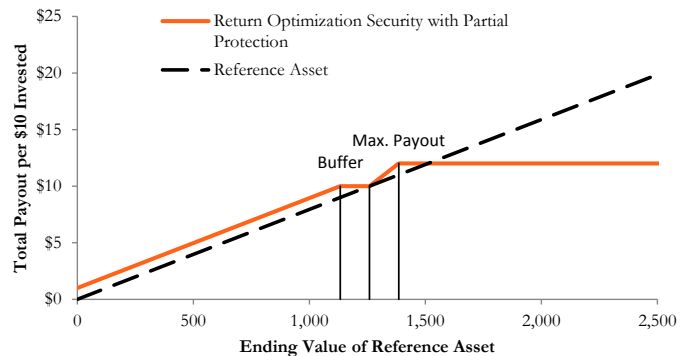 $25
$20
$15
$10
$5
$0
Total Payout per $10 Invested
Return Optimization Security with Partial
Protection
Reference Asset
Max. Payout
Buffer
0
500
1,000
1,500
2,000
2,500
Ending Value of Reference Asset